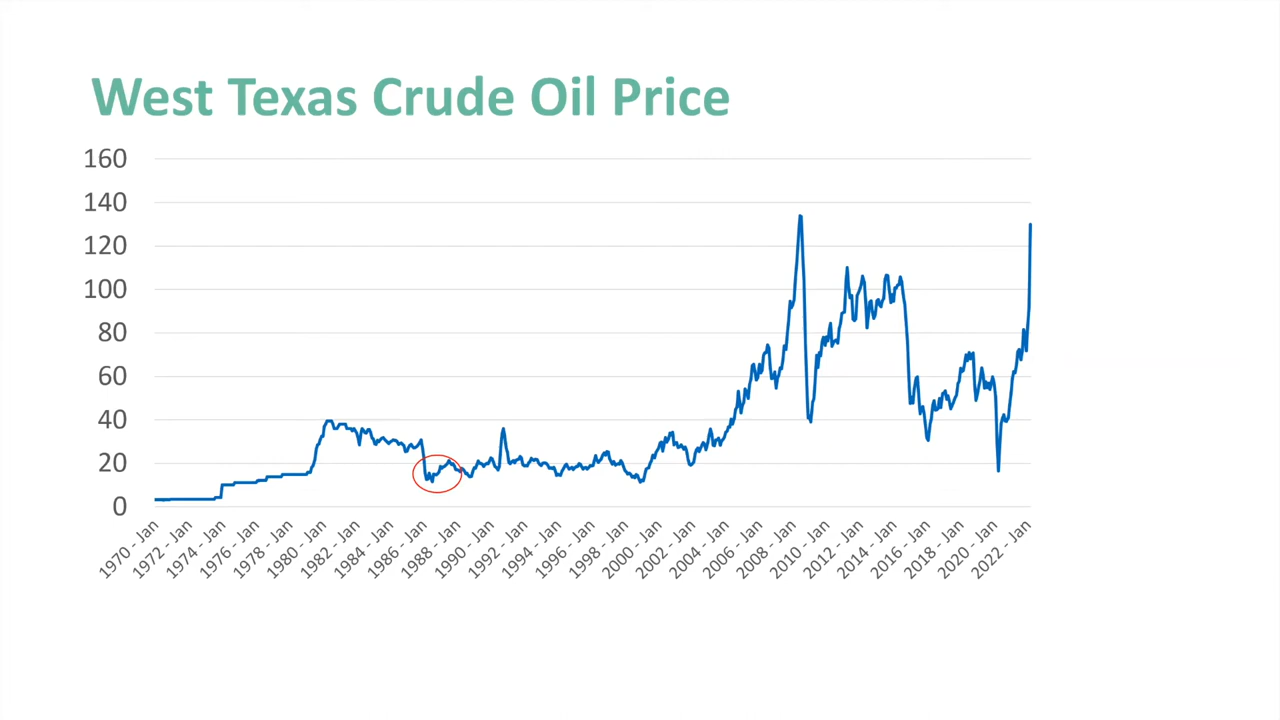 West Texas Crude Oil Price
160
140
120
100
80
60
40
20
0
1970 - Jan
1972 - Jan
1974 - Jan
1976 - Jan
1978 - Jan
1980 - Jan
1982 - Jan
1984 - Jan
1986 - Jan
1988 - Jan
1990 - Jan
1992 - Jan
1994 - Jan
1996 - Jan
1998 - Jan
2000 - Jan
2002 - Jan
2004 - Jan
2006 - Jan
2008 - Jan
2010 - Jan
2012 - Jan
2014 - Jan
2016 - Jan
2018 - Jan
2020 - Jan
2022 - Jan